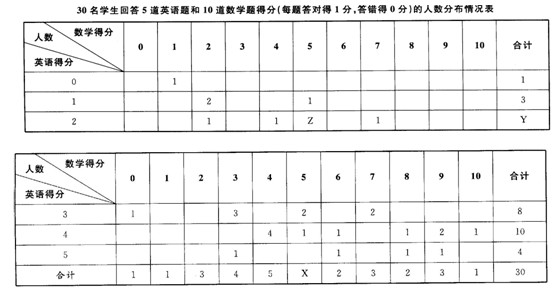 30名学生回答5道英语题和10道数学题得分(每题答对得1分,答错得0分)的人数分布情况表
人数 数学得分 英语得分 0 1 2 3 4 5 6 7 8 9 10 合计
0 1 1
1 2 1 3
2 1 1 Z 1 Y
人数 数学得分 英语得分 0 1 2 3 4 5 6 7 8 9 10 合计
3 1 3 2 2 8
4 4 1 1 1 2 1 10
5 1 1 1 1 4
合计 1 1 3 4 5 X 2 3 2 3 1 30